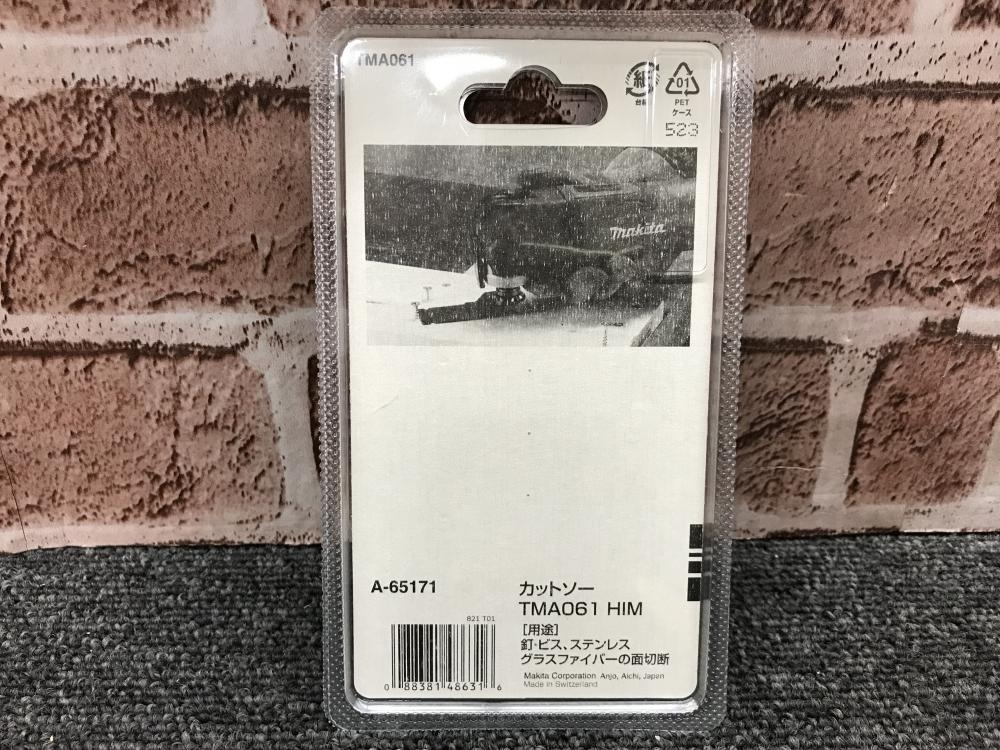 TMA061
紙
台紙
01
PET
ケース
523
makita
A-65171
カットソー
TMA061 HIM
821 T01
[用途]
釘・ビス、ステンレス
グラスファイバーの面切断
0 88381 48631 6
Makita Corporation Anjo, Aichi, Japan
Made in Switzerland